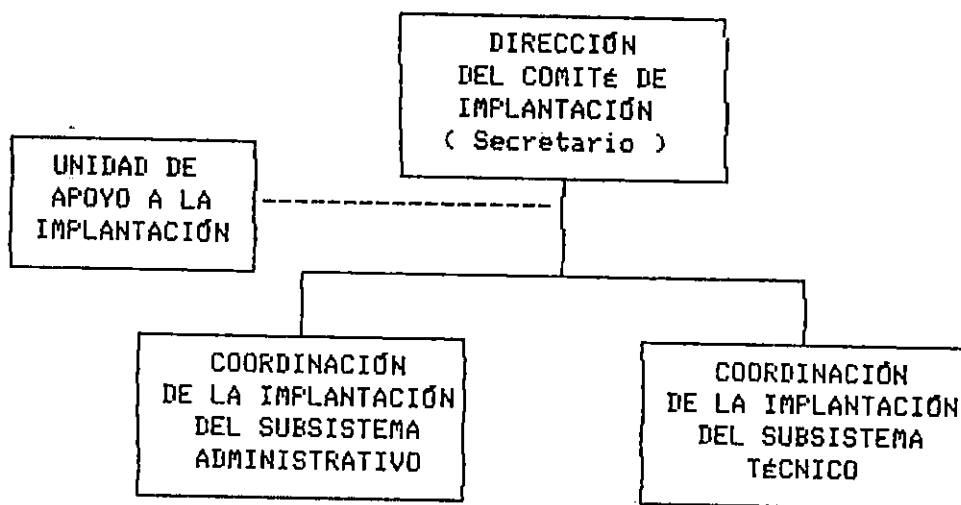 DIRECCIÓN
DEL COMITÉ DE
IMPLANTACIÓN
( Secretario )
UNIDAD DE
APOYO A LA
IMPLANTACIÓN
COORDINACIÓN
DE LA IMPLANTACIÓN
DEL SUBSISTEMA
ADMINISTRATIVO
COORDINACIÓN
DE LA IMPLANTACIÓN
DEL SUBSISTEMA
TÉCNICO